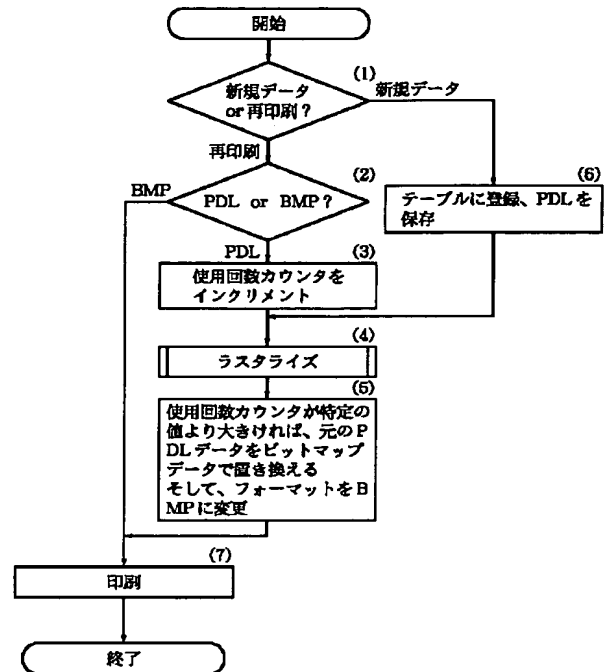 開始
(1)
新規データ
or 再印刷？
新規データ
再印刷
(2)
PDL or BMP？
BMP
PDL
(6)
テーブルに登録、PDLを
保存
(3)
使用回数カウンタを
インクリメント
(4)
ラスタライズ
(5)
使用回数カウンタが特定の
値より大きければ、元のP
DLデータをビットマップ
データで置き換える
そして、フォーマットをB
MPに変更
(7)
印刷
終了